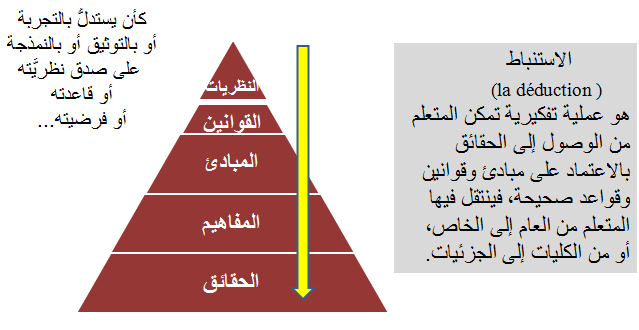 كأن يستدلُّ بالتجربة
أو بالتوثيق أو بالنمذجة
على صدق نظريَّته
أو قاعدته
أو فرضيته...
النظريات
القوانين
المبادئ
المفاهيم
الحقائق
الاستنباط
(la déduction )
هو عملية تفكيرية تمكن المتعلم
من الوصول إلى الحقائق
بالاعتماد على مبادئ وقوانين
وقواعد صحيحة، فينتقل فيها
المتعلم من العام إلى الخاص،
أو من الكليات إلى الجزئيات.